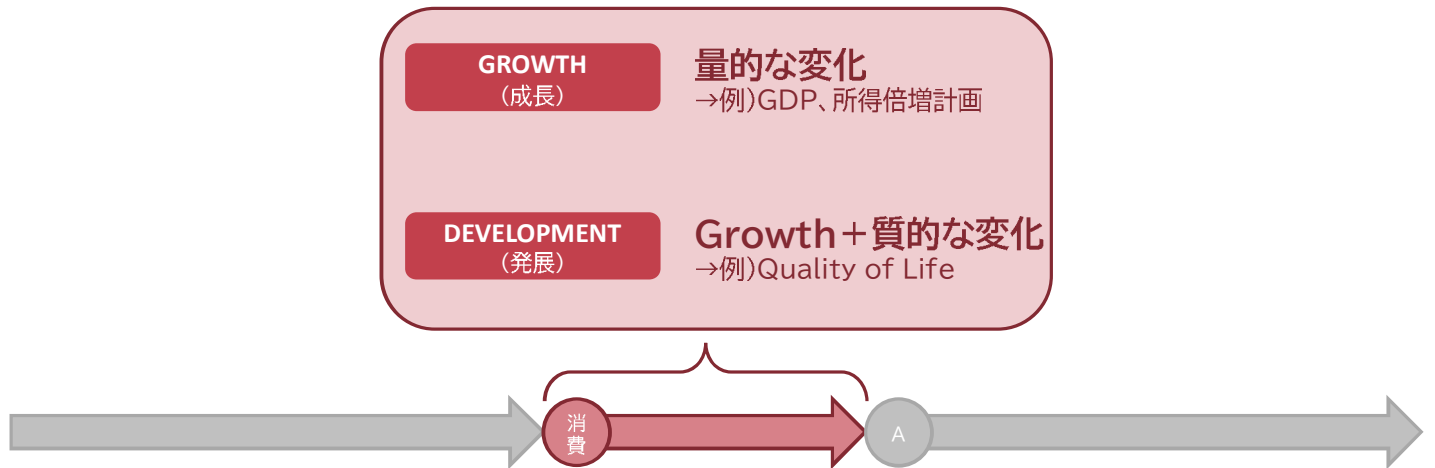 GROWTH
（成長）
量的な変化
→例)GDP、所得倍増計画
DEVELOPMENT
（発展）
Growth＋質的な変化
→例)Quality of Life
消
費
A